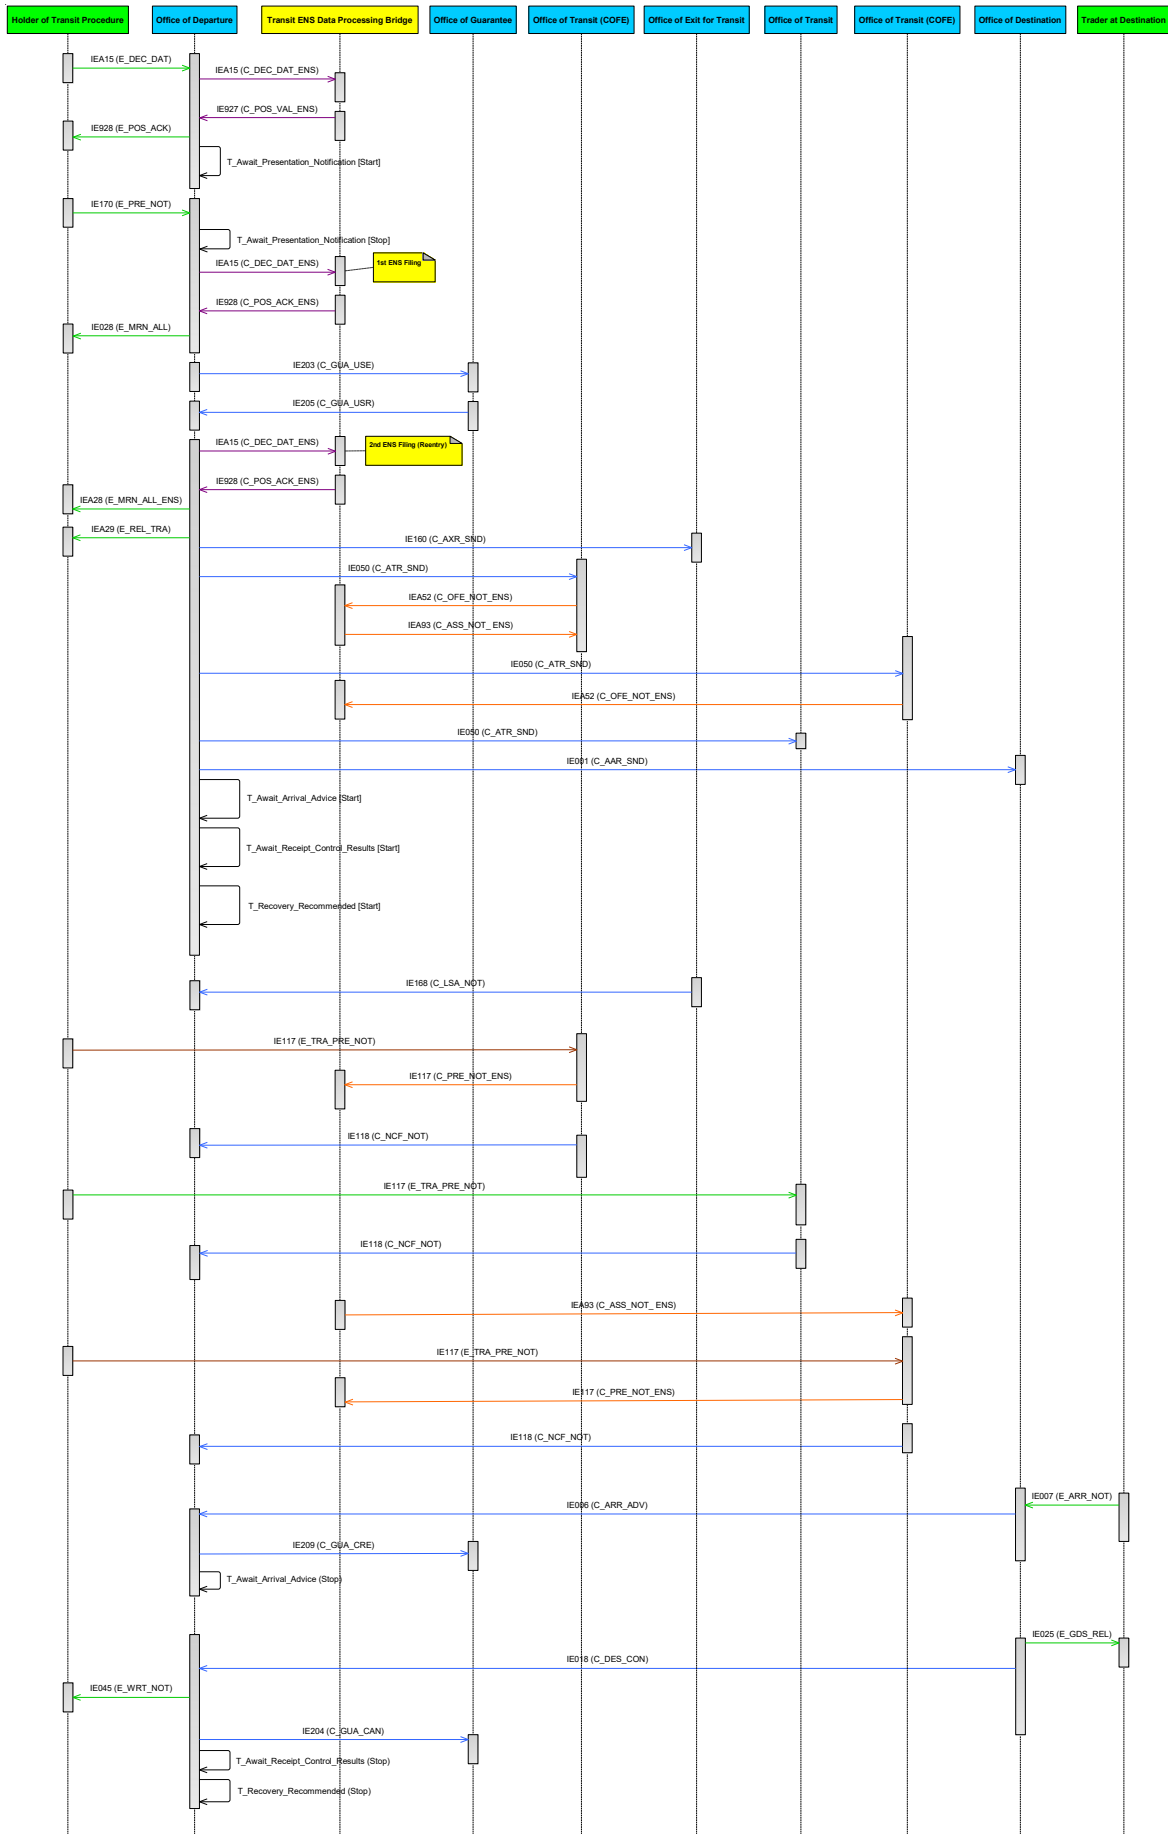 Holder of Transit Procedure
Office of Departure
Transit ENS Data Processing Bridge
Office of Guarantee
Office of Transit (COFE)
Office of Exit for Transit
Office of Transit
Office of Transit (COFE)
Office of Destination
Trader at Destination
IEA15 (E_DEC_DAT)
IEA15 (C_DEC_DAT_ENS)
IE927 (C_POS_VAL_ENS)
IE928 (E_POS_ACK)
T_Await_Presentation_Notification [Start]
IE170 (E_PRE_NOT)
T_Await_Presentation_Notification [Stop]
IEA15 (C_DEC_DAT_ENS)
1st ENS Filing
IE928 (C_POS_ACK_ENS)
IE028 (E_MRN_ALL)
IE203 (C_GUA_USE)
IE205 (C_GUA_USR)
IEA15 (C_DEC_DAT_ENS)
2nd ENS Filing (Reentry)
IE928 (C_POS_ACK_ENS)
IEA28 (E_MRN_ALL_ENS)
IEA29 (E_REL_TRA)
IE160 (C_AXR_SND)
IE050 (C_ATR_SND)
IEA52 (C_OFE_NOT_ENS)
IEA93 (C_ASS_NOT_ ENS)
IE050 (C_ATR_SND)
IEA52 (C_OFE_NOT_ENS)
IE050 (C_ATR_SND)
IE001 (C_AAR_SND)
T_Await_Arrival_Advice [Start]
T_Await_Receipt_Control_Results [Start]
T_Recovery_Recommended [Start]
IE168 (C_LSA_NOT)
IE117 (E_TRA_PRE_NOT)
IE117 (C_PRE_NOT_ENS)
IE118 (C_NCF_NOT)
IE117 (E_TRA_PRE_NOT)
IE118 (C_NCF_NOT)
IEA93 (C_ASS_NOT_ ENS)
IE117 (E_TRA_PRE_NOT)
IE117 (C_PRE_NOT_ENS)
IE118 (C_NCF_NOT)
IE007 (E_ARR_NOT)
IE006 (C_ARR_ADV)
IE209 (C_GUA_CRE)
T_Await_Arrival_Advice (Stop)
IE025 (E_GDS_REL)
IE018 (C_DES_CON)
IE045 (E_WRT_NOT)
IE204 (C_GUA_CAN)
T_Await_Receipt_Control_Results (Stop)
T_Recovery_Recommended (Stop)